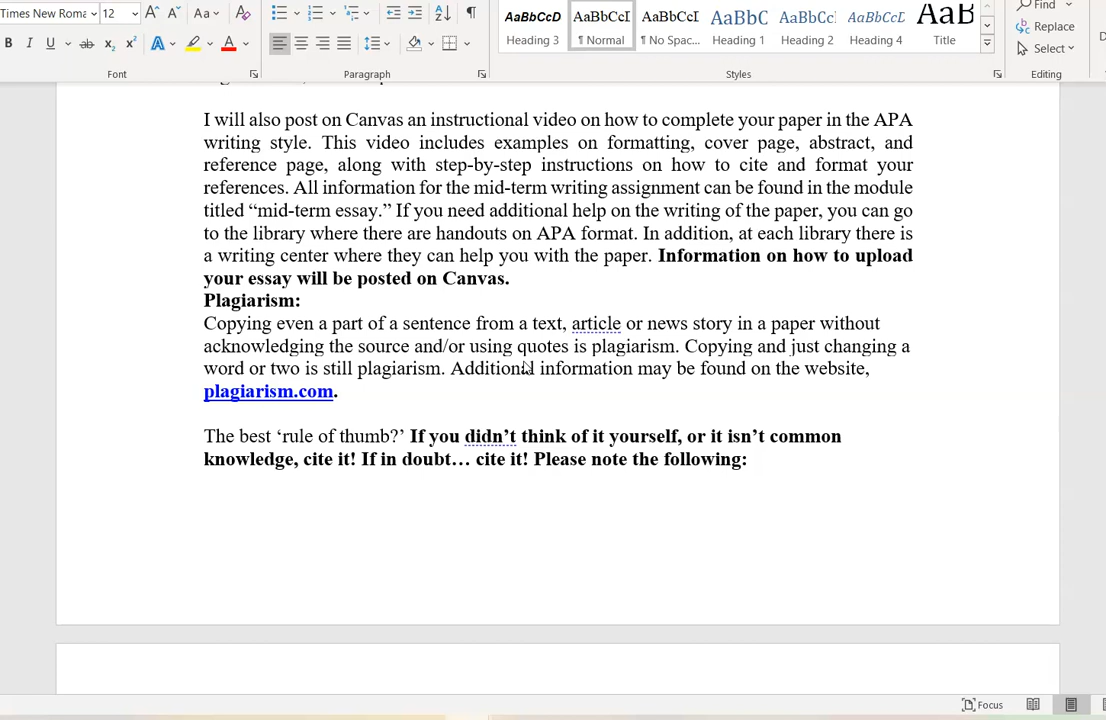 Times New Roma
12
Aa
Find
AaBbCcD
AaBbCcI
AaBbCcI
AaBbC
AaBbCc
AaBbCcD
AaB
Replace
B I U ab x₂ x² A A
Heading 3
¶ Normal
¶ No Spac...
Heading 1
Heading 2
Heading 4
Title
Select
Font
Paragraph
Styles
Editing
I will also post on Canvas an instructional video on how to complete your paper in the APA
writing style. This video includes examples on formatting, cover page, abstract, and
reference page, along with step-by-step instructions on how to cite and format your
references. All information for the mid-term writing assignment can be found in the module
titled “mid-term essay.” If you need additional help on the writing of the paper, you can go
to the library where there are handouts on APA format. In addition, at each library there is
a writing center where they can help you with the paper. Information on how to upload
your essay will be posted on Canvas.
Plagiarism:
Copying even a part of a sentence from a text, article or news story in a paper without
acknowledging the source and/or using quotes is plagiarism. Copying and just changing a
word or two is still plagiarism. Additional information may be found on the website,
plagiarism.com.
The best ‘rule of thumb?’ If you didn’t think of it yourself, or it isn’t common
knowledge, cite it! If in doubt… cite it! Please note the following:
Focus